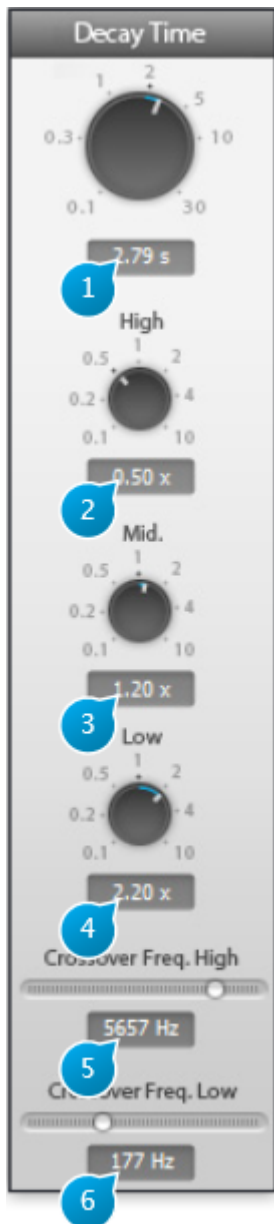 Decay Time
2
1 5
0.3 10
0.1 30
2.79 s
1
High
1
0.5 2
0.2 4
0.1 10
0.50 x
2
Mid.
1
0.5 2
0.2 4
0.1 10
1.20 x
3
Low
1
0.5 2
0.2 4
0.1 10
2.20 x
4
Crossover Freq. High
5657 Hz
5
Crossover Freq. Low
177 Hz
6